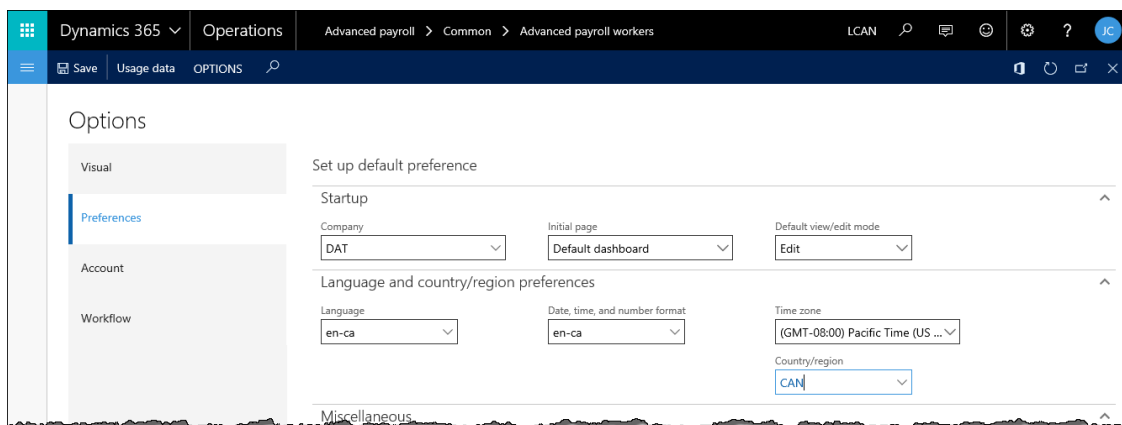 Dynamics 365 Operations Advanced payroll > Common > Advanced payroll workers LCAN ? JC
Save Usage data OPTIONS
Options
Visual
Preferences
Account
Workflow
Set up default preference
Startup
Company Initial page Default view/edit mode
DAT Default dashboard Edit
Language and country/region preferences
Language Date, time, and number format Time zone
en-ca en-ca (GMT-08:00) Pacific Time (US ...
Country/region
CAN
Miscellaneous